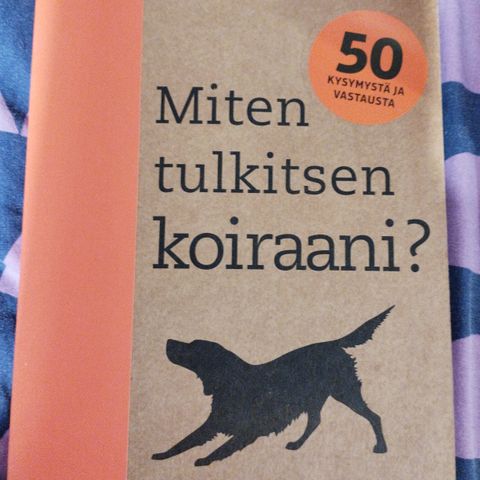 50
KYSYMYSTÄ JA
VASTAUSTA
Miten
tulkitsen
koiraani?